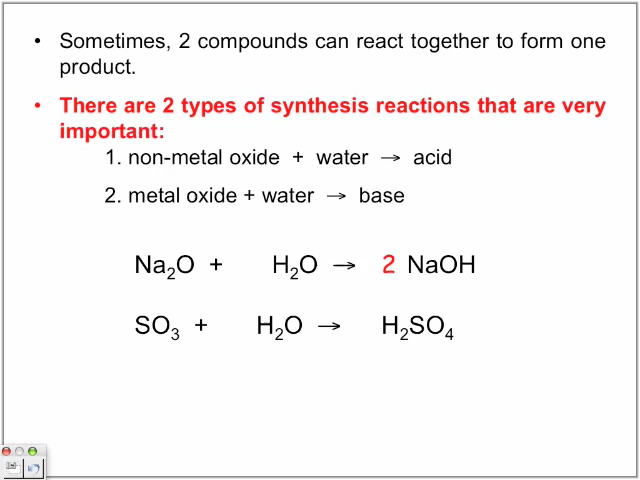 • Sometimes, 2 compounds can react together to form one
product.
• There are 2 types of synthesis reactions that are very
important:
1. non-metal oxide + water → acid
2. metal oxide + water → base
Na₂O + H₂O → 2 NaOH
SO₃ + H₂O → H₂SO₄